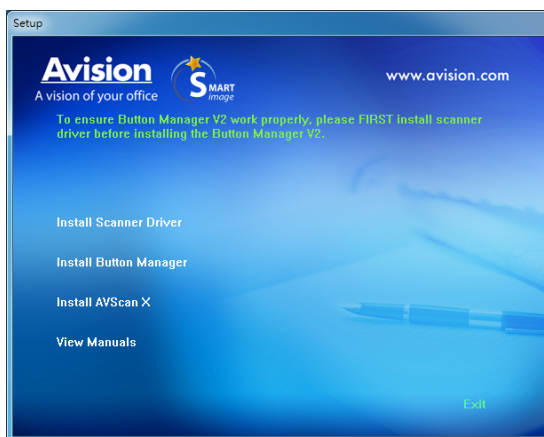 Setup
Avision
A vision of your office
SMART
image
www.avision.com
To ensure Button Manager V2 work properly, please FIRST install scanner
driver before installing the Button Manager V2.
Install Scanner Driver
Install Button Manager
Install AVScan X
View Manuals
Exit